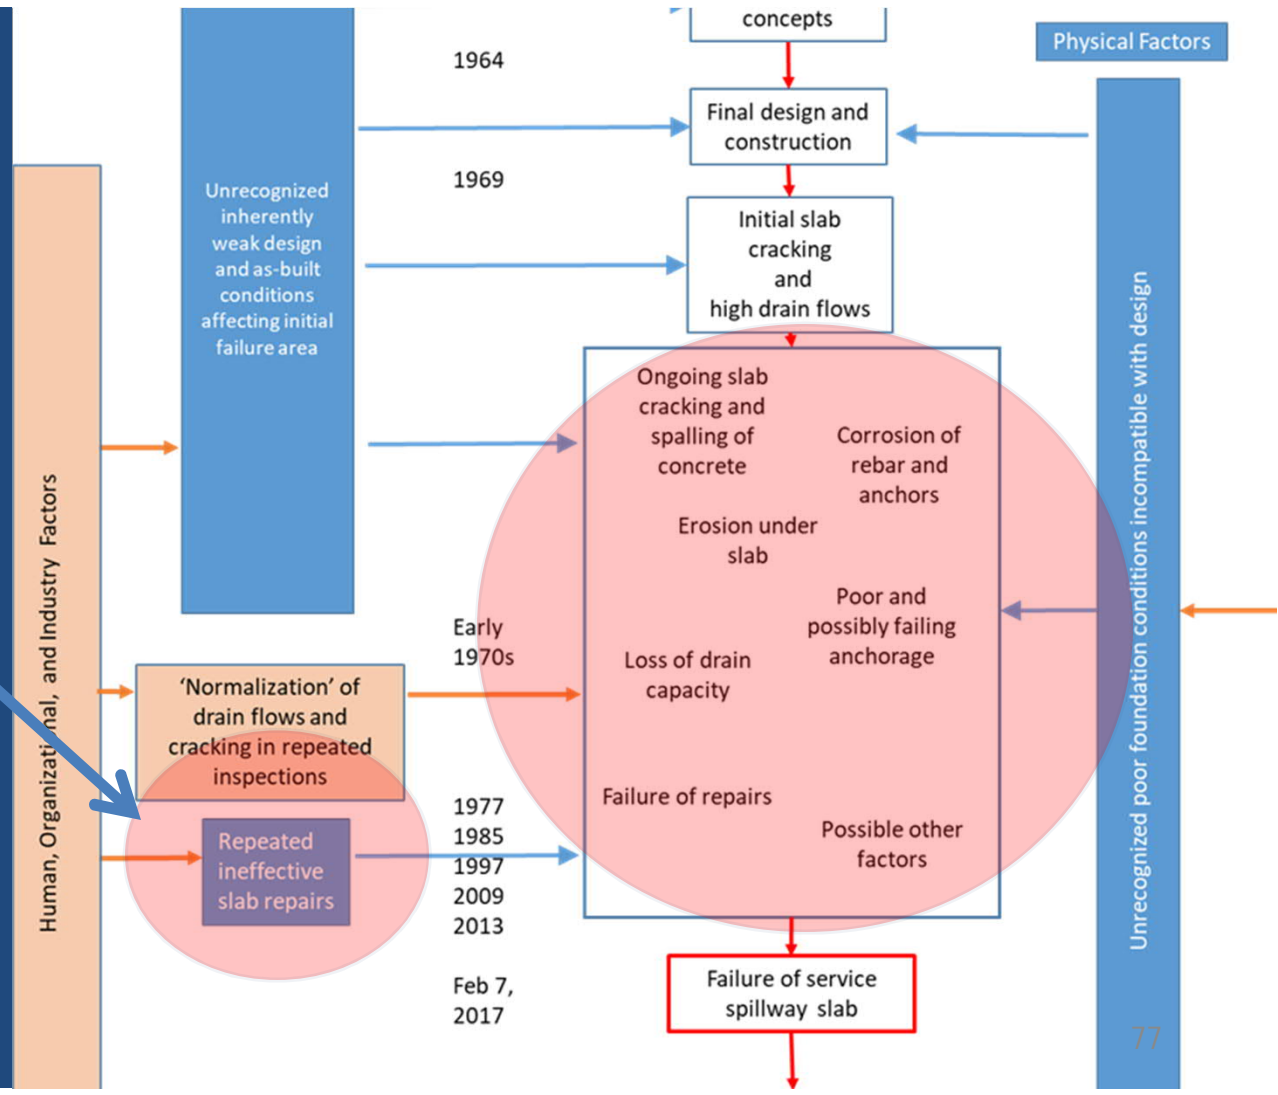 concepts
Physical Factors
1964
Final design and
construction
1969
Unrecognized
inherently
weak design
and as-built
conditions
affecting initial
failure area
Initial slab
cracking
and
high drain flows
Ongoing slab
cracking and
spalling of
concrete
Corrosion of
rebar and
anchors
Erosion under
slab
Poor and
possibly failing
anchorage
Loss of drain
capacity
Failure of repairs
Possible other
factors
Unrecognized poor foundation conditions incompatible with design
Human, Organizational, and Industry Factors
Early
1970s
‘Normalization’ of
drain flows and
cracking in repeated
inspections
Repeated
ineffective
slab repairs
1977
1985
1997
2009
2013
Feb 7,
2017
Failure of service
spillway slab
77